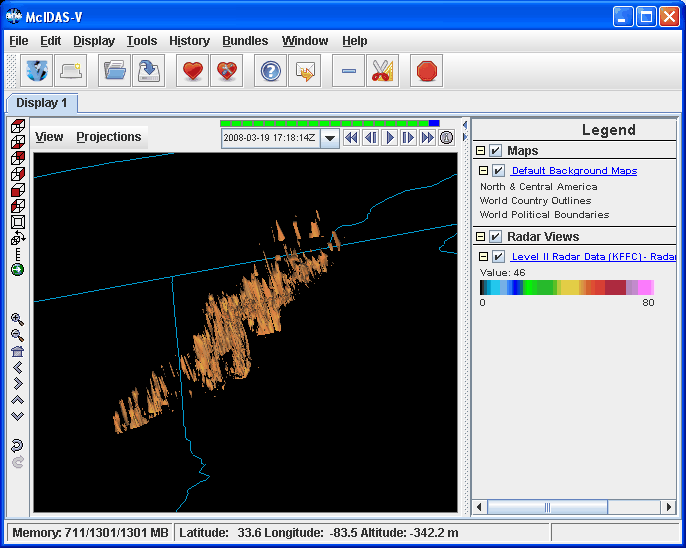 McIDAS-V
File Edit Display Tools History Bundles Window Help
Display 1
View Projections
2008-03-19 17:18:14Z
Legend
Maps
Default Background Maps
North & Central America
World Country Outlines
World Political Boundaries
Radar Views
Level II Radar Data (KFFC) - Radar
Value: 46
0 80
Memory: 711/1301/1301 MB
Latitude: 33.6 Longitude: -83.5 Altitude: -342.2 m